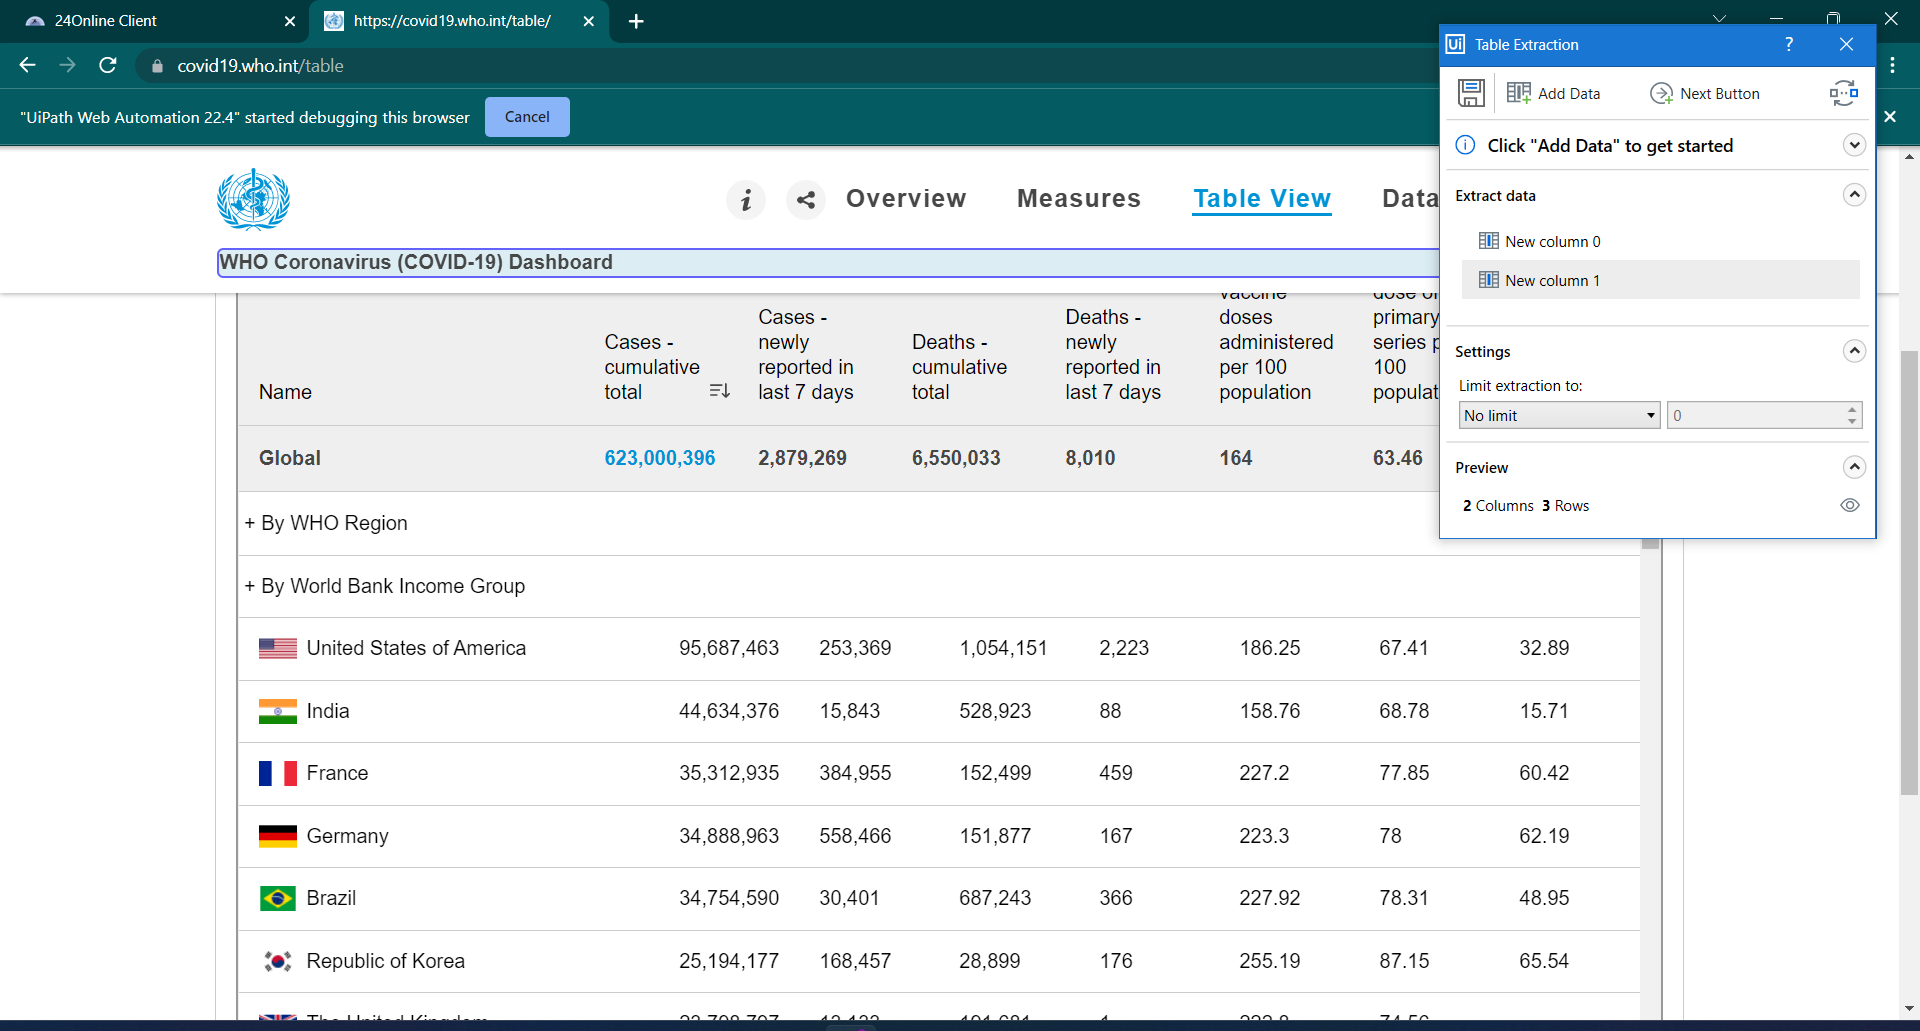 24Online Client
https://covid19.who.int/table/
covid19.who.int/table
"UiPath Web Automation 22.4" started debugging this browser
Cancel
Overview
Measures
Table View
Data
WHO Coronavirus (COVID-19) Dashboard
Name
Cases -
cumulative
total
Cases -
newly
reported in
last 7 days
Deaths -
cumulative
total
Deaths -
newly
reported in
last 7 days
vaccine
doses
administered
per 100
population
dose of
primary
series p
100
populat
Global 623,000,396 2,879,269 6,550,033 8,010 164 63.46
+ By WHO Region
+ By World Bank Income Group
United States of America 95,687,463 253,369 1,054,151 2,223 186.25 67.41 32.89
India 44,634,376 15,843 528,923 88 158.76 68.78 15.71
France 35,312,935 384,955 152,499 459 227.2 77.85 60.42
Germany 34,888,963 558,466 151,877 167 223.3 78 62.19
Brazil 34,754,590 30,401 687,243 366 227.92 78.31 48.95
Republic of Korea 25,194,177 168,457 28,899 176 255.19 87.15 65.54
The United Kingdom
Ui Table Extraction
?
Add Data
Next Button
Click "Add Data" to get started
Extract data
New column 0
New column 1
Settings
Limit extraction to:
No limit 0
Preview
2 Columns 3 Rows